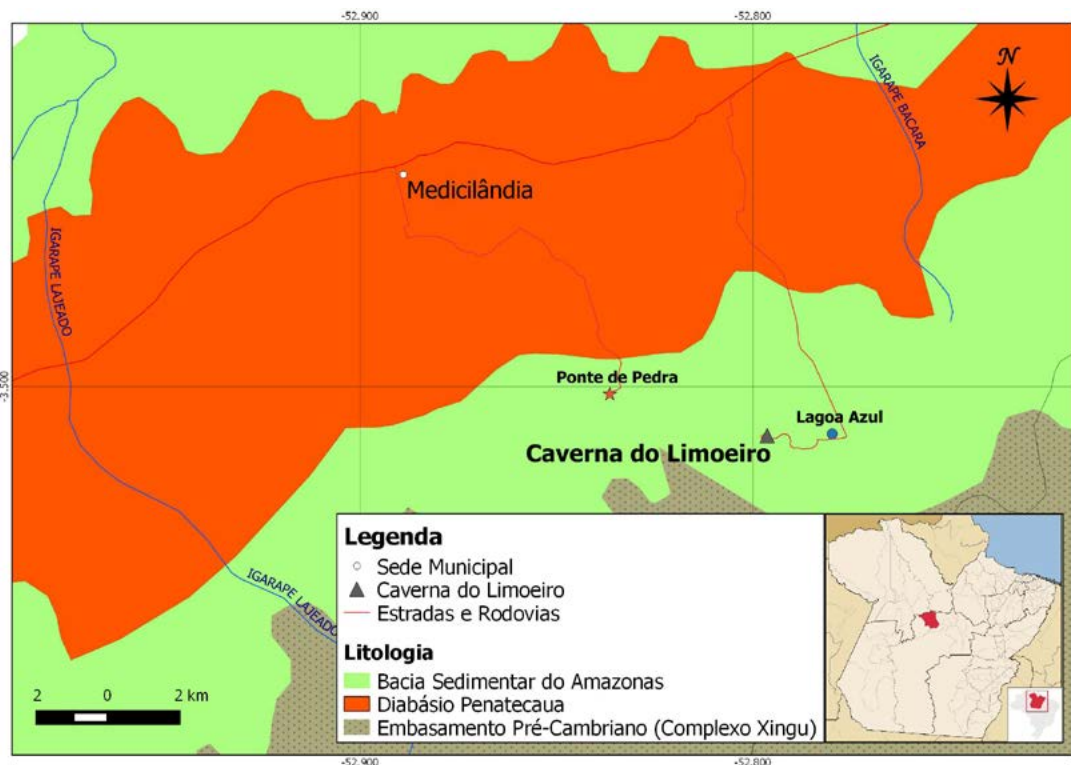 -52.900
-52.800
N
IGARAPE BACARA
Medicilândia
IGARAPE LAJEADO
-3.500
Ponte de Pedra
Lagoa Azul
Caverna do Limoeiro
IGARAPE LAJEADO
Legenda
Sede Municipal
Caverna do Limoeiro
Estradas e Rodovias
Litologia
Bacia Sedimentar do Amazonas
Diabásio Penatecaua
Embasamento Pré-Cambriano (Complexo Xingu)
2 0 2 km
-52.900
-52.800